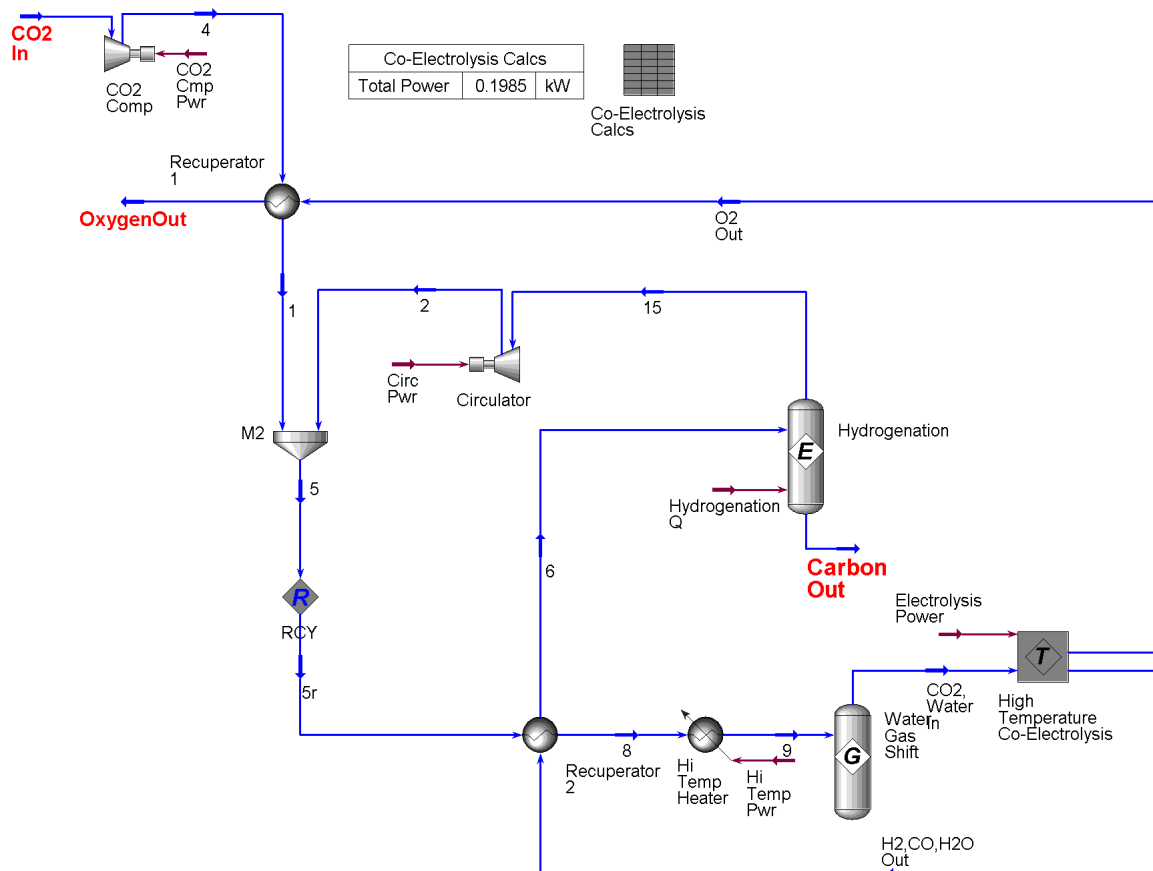 CO2
In
4
CO2
Comp
CO2
Cmp
Pwr
Co-Electrolysis Calcs
Total Power 0.1985 kW
Co-Electrolysis
Calcs
Recuperator
1
OxygenOut
O2
Out
1
2
15
Circ
Pwr
Circulator
M2
Hydrogenation
E
5
Hydrogenation
Q
6
Carbon
Out
R
RCY
Electrolysis
Power
T
5r
CO2,
Water
In
High
Temperature
Co-Electrolysis
8
9
Recuperator
2
Hi
Temp
Heater
Hi
Temp
Pwr
Water
Gas
Shift
G
H2,CO,H2O
Out